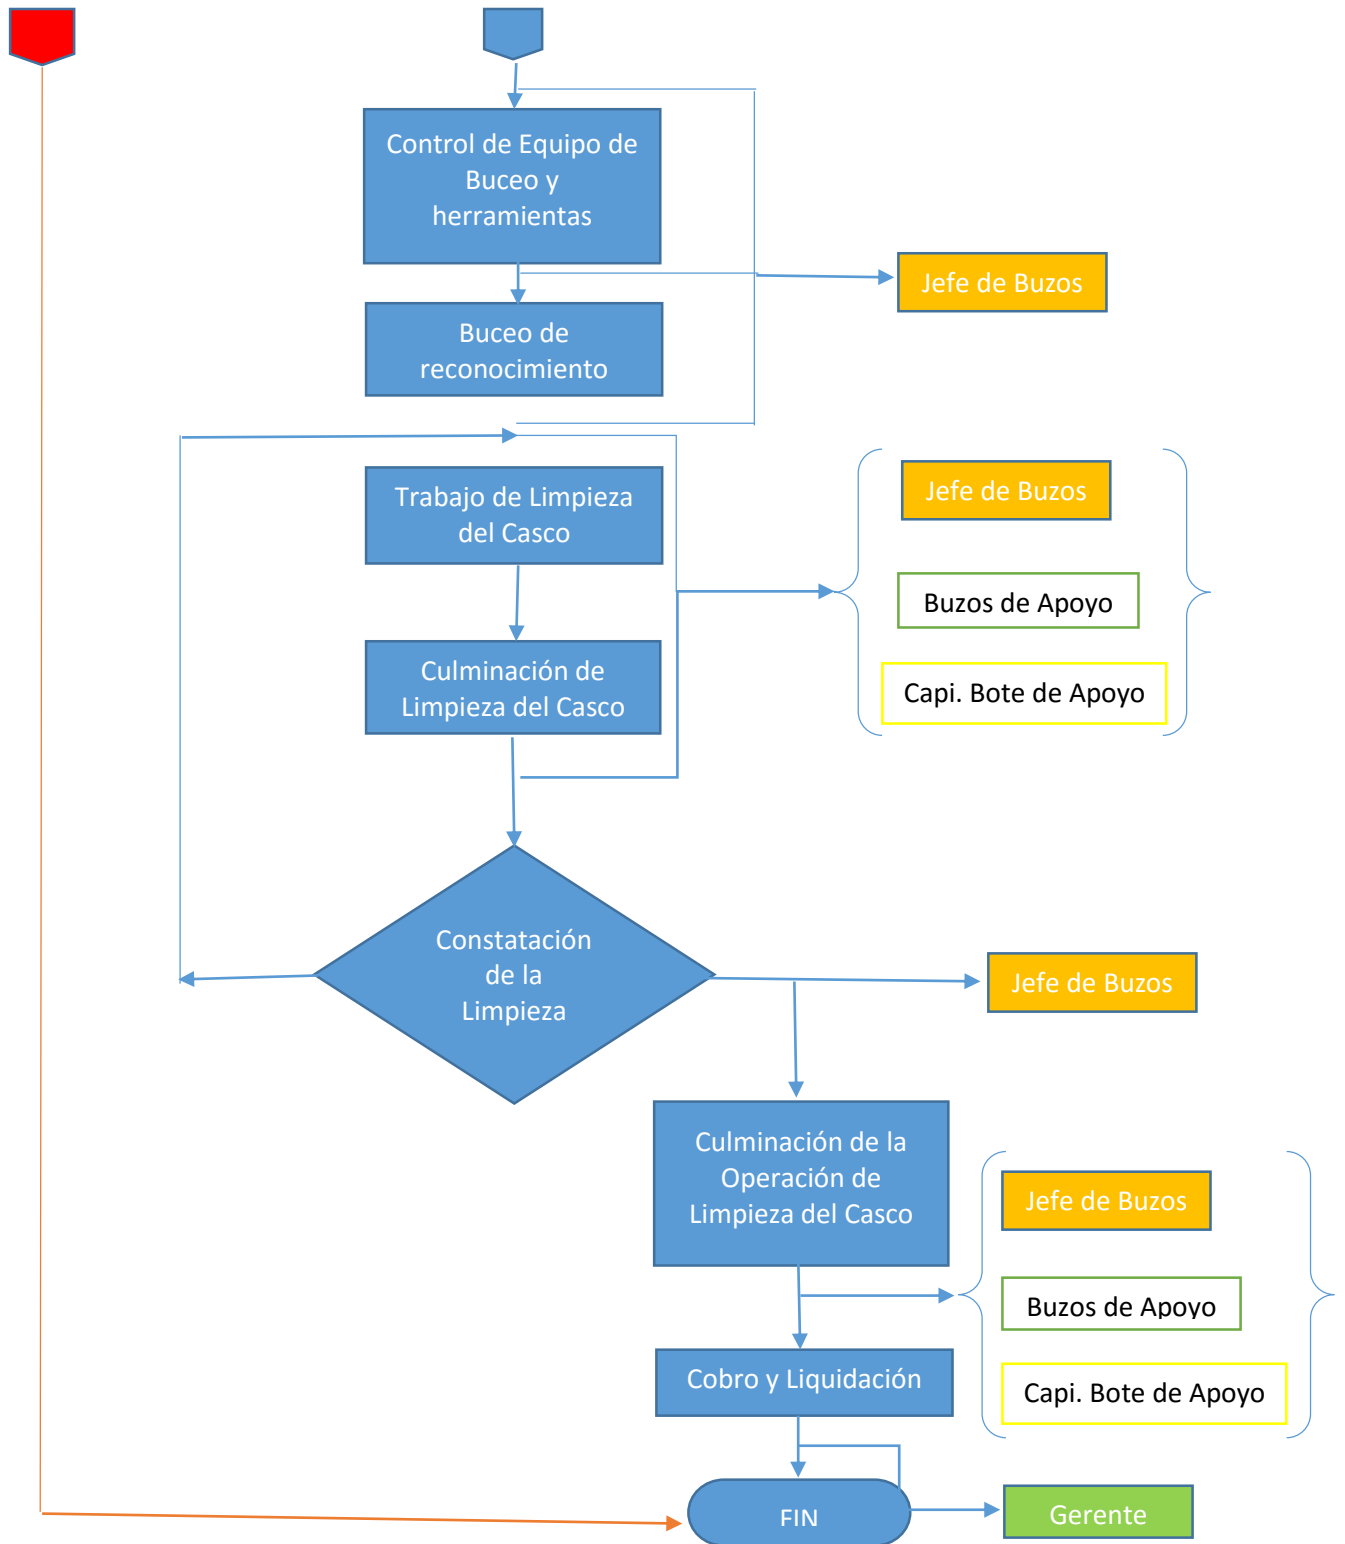 Control de Equipo de
Buceo y
herramientas
Jefe de Buzos
Buceo de
reconocimiento
Jefe de Buzos
Trabajo de Limpieza
del Casco
Buzos de Apoyo
Culminación de
Limpieza del Casco
Capi. Bote de Apoyo
Constatación
de la
Limpieza
Jefe de Buzos
Culminación de la
Operación de
Limpieza del Casco
Jefe de Buzos
Buzos de Apoyo
Cobro y Liquidación
Capi. Bote de Apoyo
FIN
Gerente